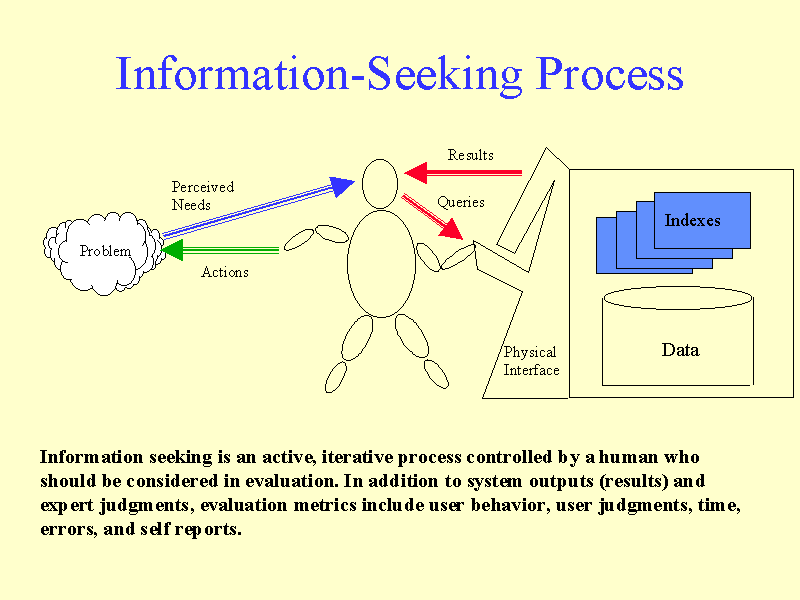 Information-Seeking Process
Results
Perceived
Needs
Queries
Indexes
Problem
Actions
Physical
Interface
Data
Information seeking is an active, iterative process controlled by a human who
should be considered in evaluation. In addition to system outputs (results) and
expert judgments, evaluation metrics include user behavior, user judgments, time,
errors, and self reports.